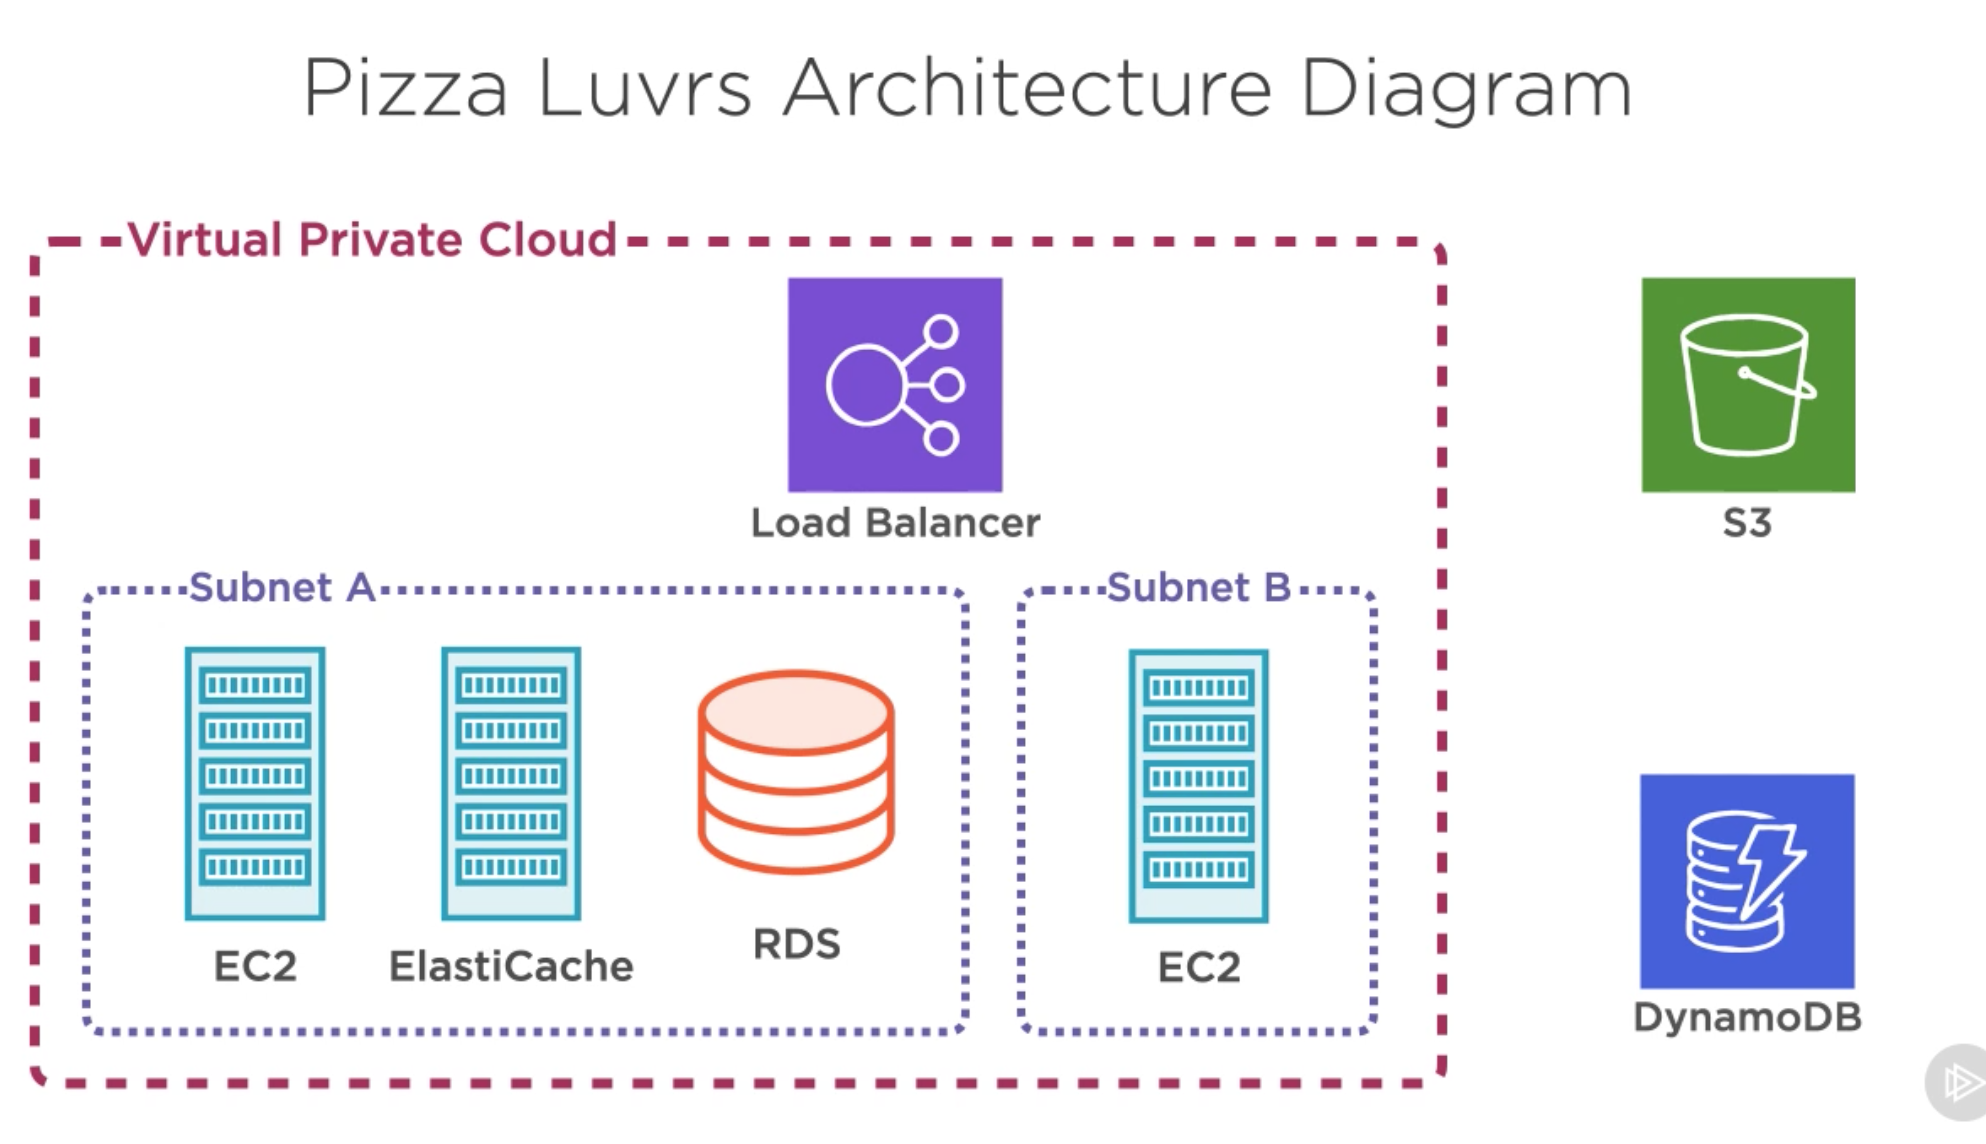 Pizza Luvrs Architecture Diagram
Virtual Private Cloud
Load Balancer
S3
Subnet A
Subnet B
EC2
ElastiCache
RDS
EC2
DynamoDB